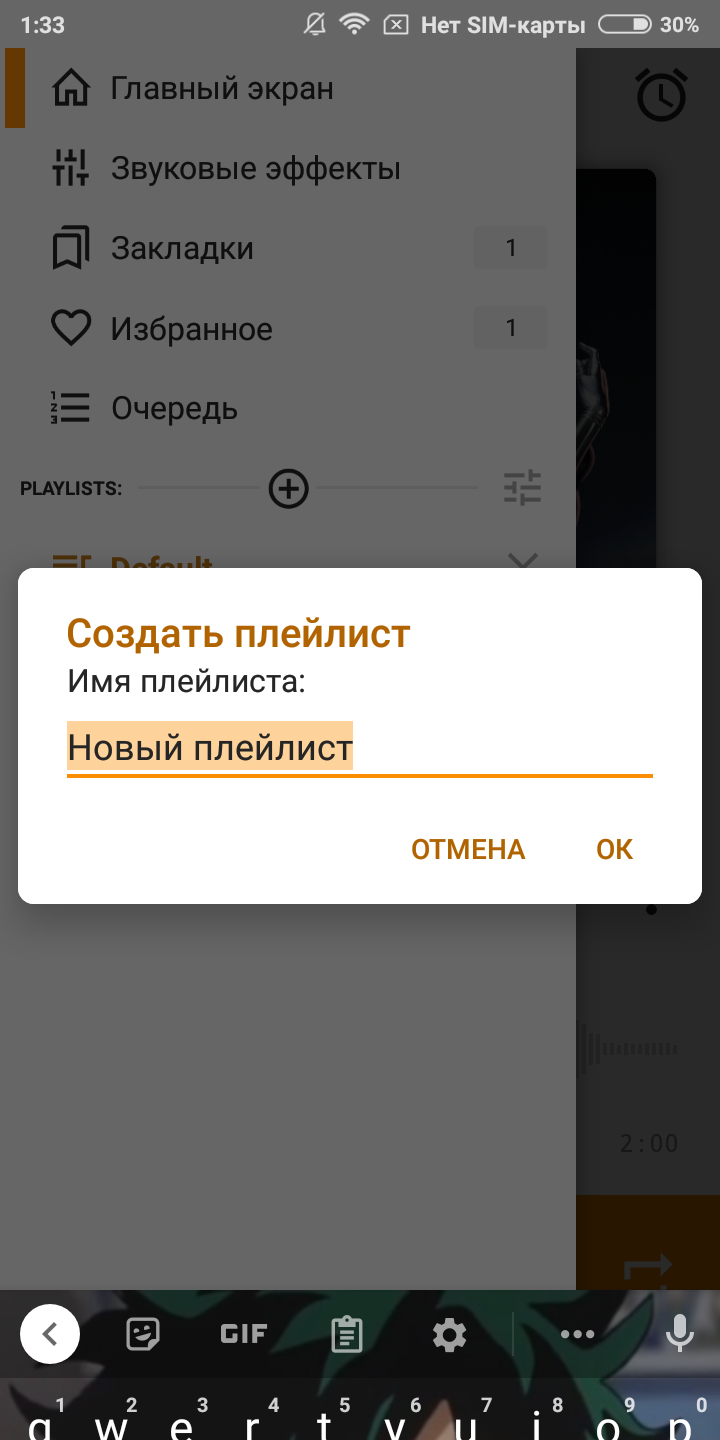 1:33 Нет SIM-карты 30%
Главный экран
Звуковые эффекты
Закладки 1
Избранное 1
Очередь
PLAYLISTS:
Default
Создать плейлист
Имя плейлиста:
Новый плейлист
ОТМЕНА ОК
2:00
GIF
1 2 3 4 5 6 7 8 9 0
q w e r t y u i o p